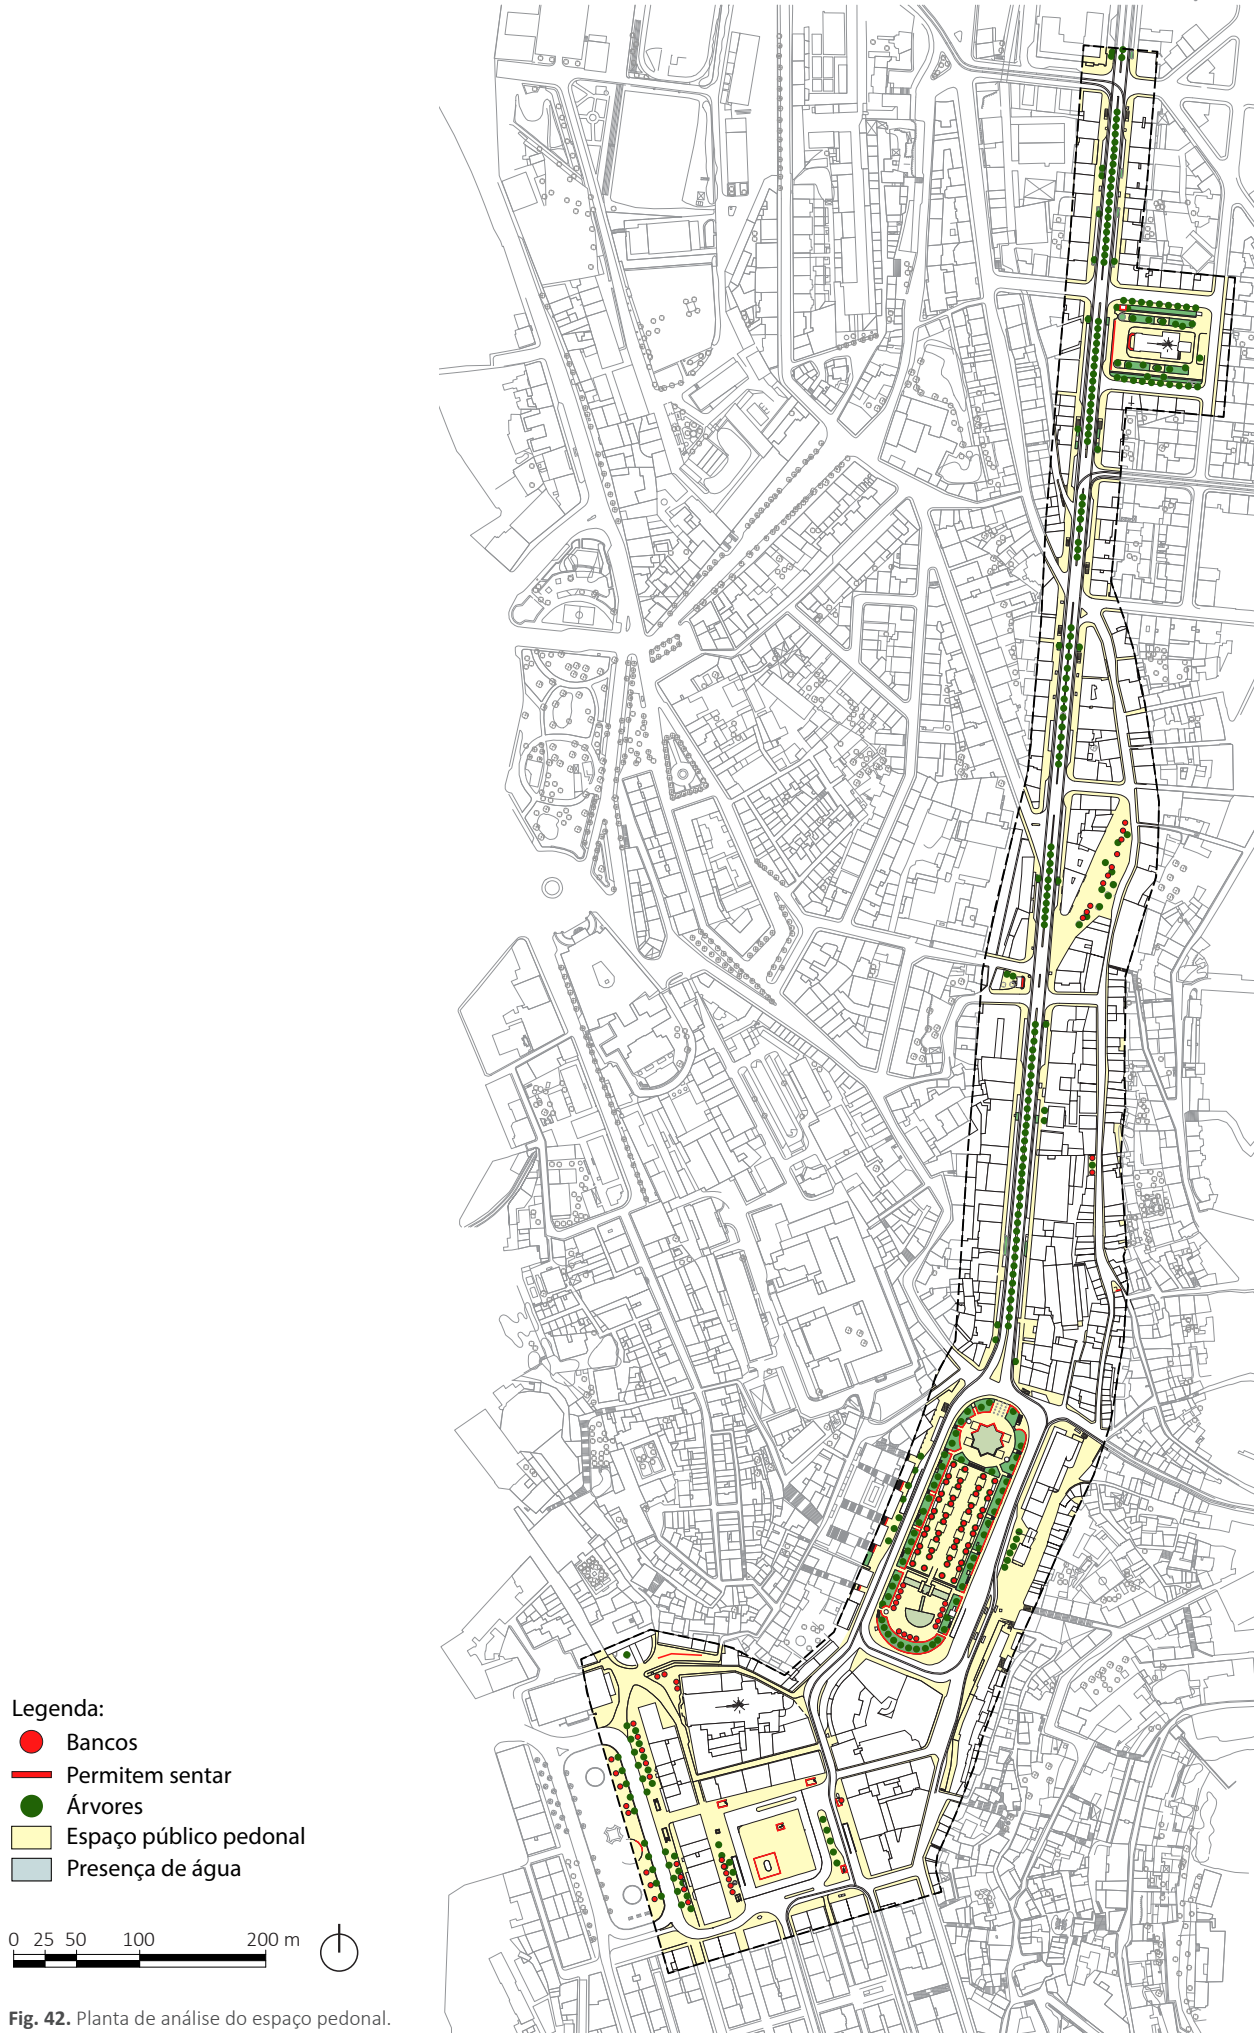 Legenda:
Bancos
Permitem sentar
Árvores
Espaço público pedonal
Presença de água
0 25 50 100 200 m
Fig. 42. Planta de análise do espaço pedonal.